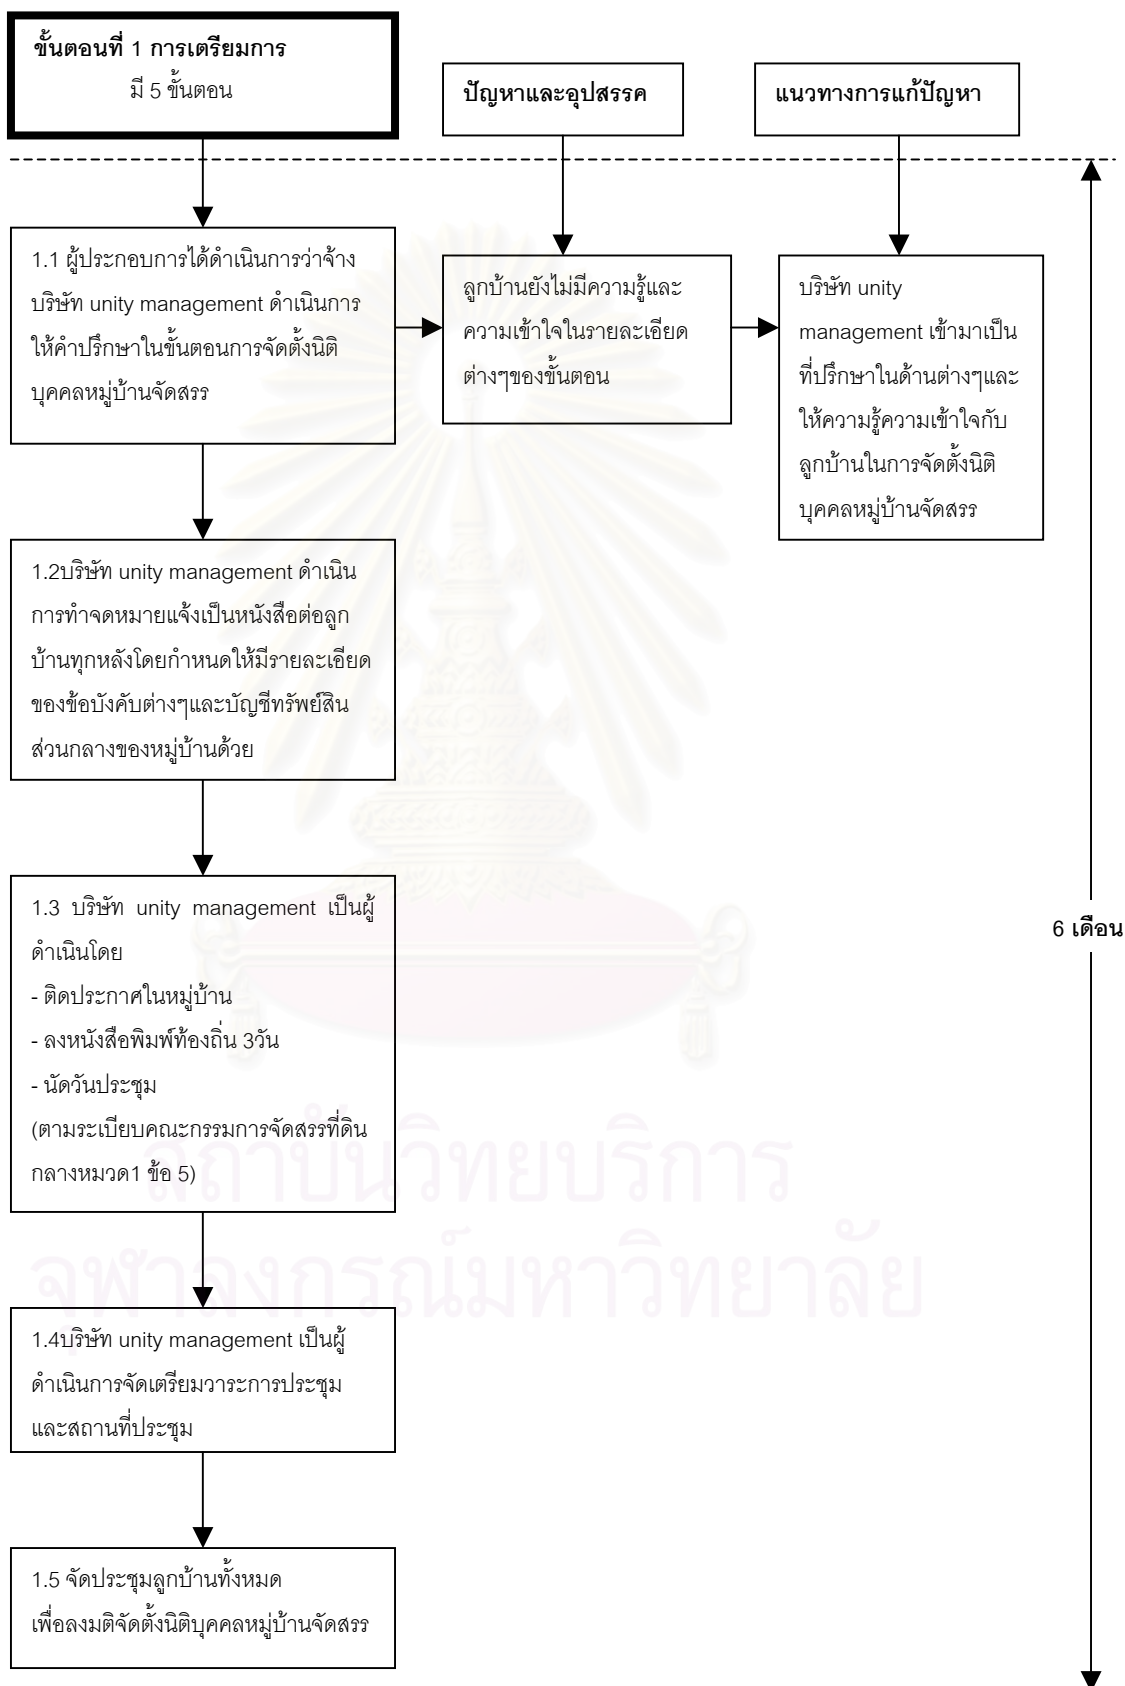 ขั้นตอนที่ 1 การเตรียมการ
มี 5 ขั้นตอน
ปัญหาและอุปสรรค
แนวทางการแก้ปัญหา
1.1 ผู้ประกอบการได้ดำเนินการว่าจ้าง
บริษัท unity management ดำเนินการ
ให้คำปรึกษาในขั้นตอนการจัดตั้งนิติ
บุคคลหมู่บ้านจัดสรร
ลูกบ้านยังไม่มีความรู้และ
ความเข้าใจในรายละเอียด
ต่างๆของขั้นตอน
บริษัท unity
management เข้ามาเป็น
ที่ปรึกษาในด้านต่างๆและ
ให้ความรู้ความเข้าใจกับ
ลูกบ้านในการจัดตั้งนิติ
บุคคลหมู่บ้านจัดสรร
1.2บริษัท unity management ดำเนิน
การทำจดหมายแจ้งเป็นหนังสือต่อลูก
บ้านทุกหลังโดยกำหนดให้มีรายละเอียด
ของข้อบังคับต่างๆและบัญชีทรัพย์สิน
ส่วนกลางของหมู่บ้านด้วย
1.3 บริษัท unity management เป็นผู้
ดำเนินโดย
- ติดประกาศในหมู่บ้าน
- ลงหนังสือพิมพ์ท้องถิ่น 3วัน
- นัดวันประชุม
(ตามระเบียบคณะกรรมการจัดสรรที่ดิน
กลางหมวด1 ข้อ 5)
6 เดือน
สถาบันวิทยบริการ
จุฬาลงกรณ์มหาวิทยาลัย
1.4บริษัท unity management เป็นผู้
ดำเนินการจัดเตรียมวาระการประชุม
และสถานที่ประชุม
1.5 จัดประชุมลูกบ้านทั้งหมด
เพื่อลงมติจัดตั้งนิติบุคคลหมู่บ้านจัดสรร